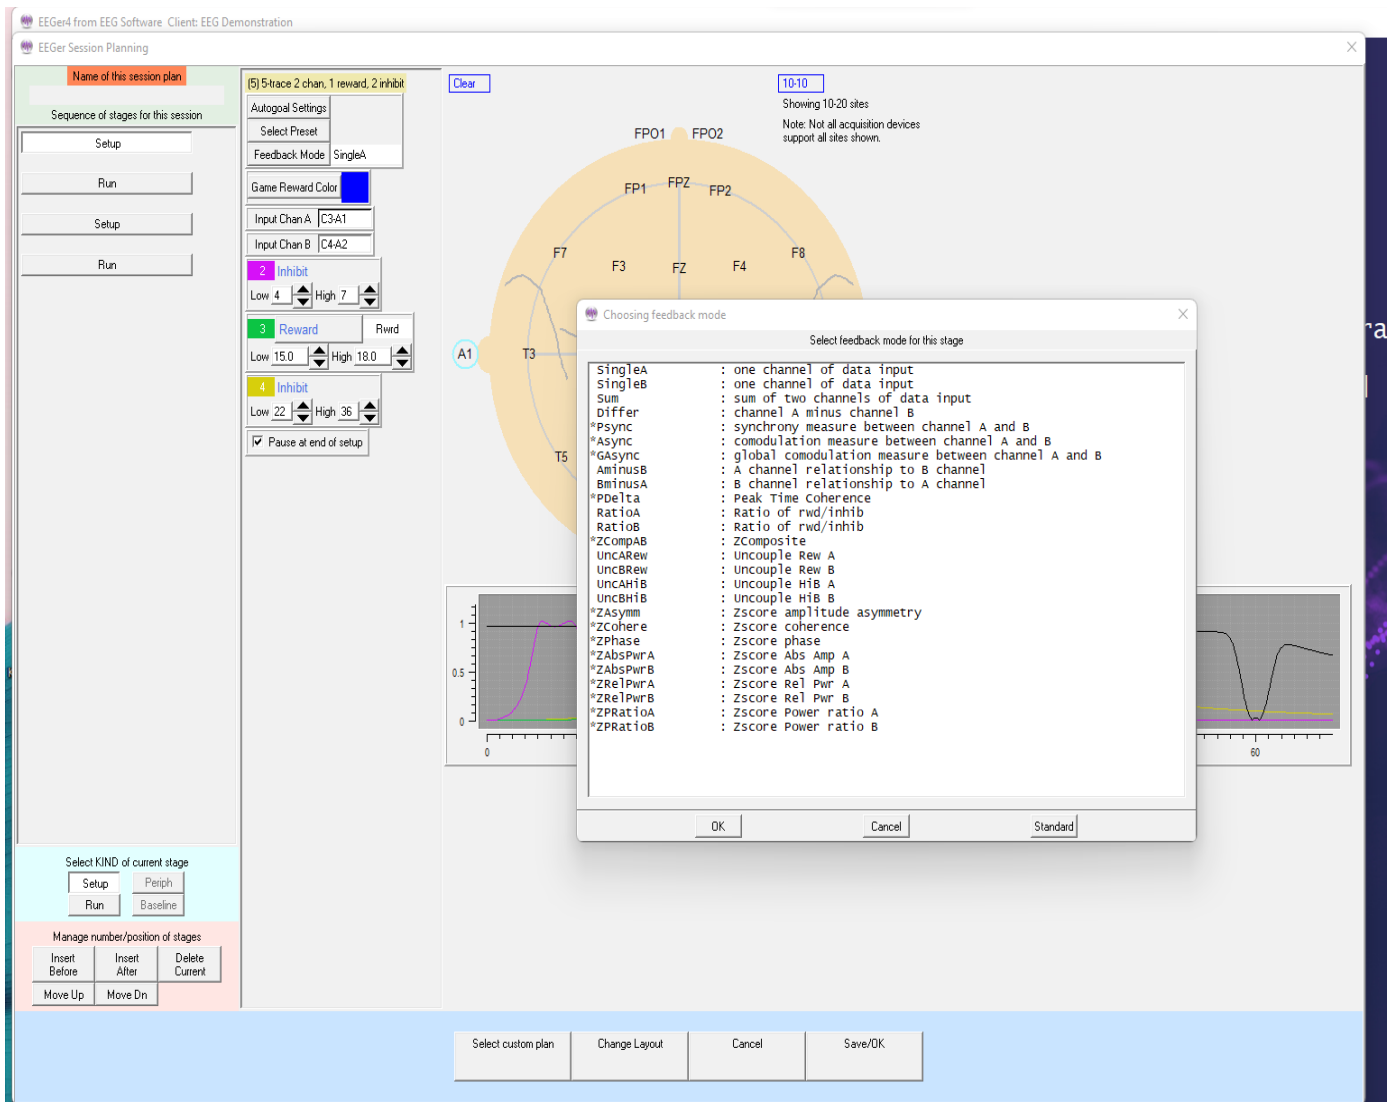 EEGer4 from EEG Software Client: EEG Demonstration
EEGer Session Planning
Name of this session plan
Sequence of stages for this session
Setup
Run
Setup
Run
(5) 5-trace 2 chan, 1 reward, 2 inhibit
Autogoal Settings
Select Preset
Feedback Mode SingleA
Game Reward Color
Input Chan A C3-A1
Input Chan B C4-A2
2 Inhibit
Low 4 High 7
3 Reward Rwrd
Low 15.0 High 18.0
4 Inhibit
Low 22 High 36
Pause at end of setup
Clear
10-10
Showing 10-20 sites
Note: Not all acquisition devices
support all sites shown.
FPO1 FPO2
FP1 FPZ FP2
F7 F3 FZ F4 F8
A1 T3
T5
Choosing feedback mode
Select feedback mode for this stage
SingleA : one channel of data input
SingleB : one channel of data input
Sum : sum of two channels of data input
Differ : channel A minus channel B
*Psync : synchrony measure between channel A and B
*Async : comodulation measure between channel A and B
*GAsync : global comodulation measure between channel A and B
AminusB : A channel relationship to B channel
BminusA : B channel relationship to A channel
*PDelta : Peak Time Coherence
RatioA : Ratio of rwd/inhib
RatioB : Ratio of rwd/inhib
*ZCompAB : ZComposite
UncARew : Uncouple Rew A
UncBRew : Uncouple Rew B
UncAHiB : Uncouple HiB A
UncBHiB : Uncouple HiB B
*ZAsymm : Zscore amplitude asymmetry
*ZCohere : Zscore coherence
*ZPhase : Zscore phase
*ZAbsPwrA : Zscore Abs Amp A
*ZAbsPwrB : Zscore Abs Amp B
*ZRelPwrA : Zscore Rel Pwr A
*ZRelPwrB : Zscore Rel Pwr B
*ZPRatioA : Zscore Power ratio A
*ZPRatioB : Zscore Power ratio B
OK Cancel Standard
1
0.5
0
0 60
Select KIND of current stage
Setup Periph
Run Baseline
Manage number/position of stages
Insert Before Insert After Delete Current
Move Up Move Dn
Select custom plan Change Layout Cancel Save/OK